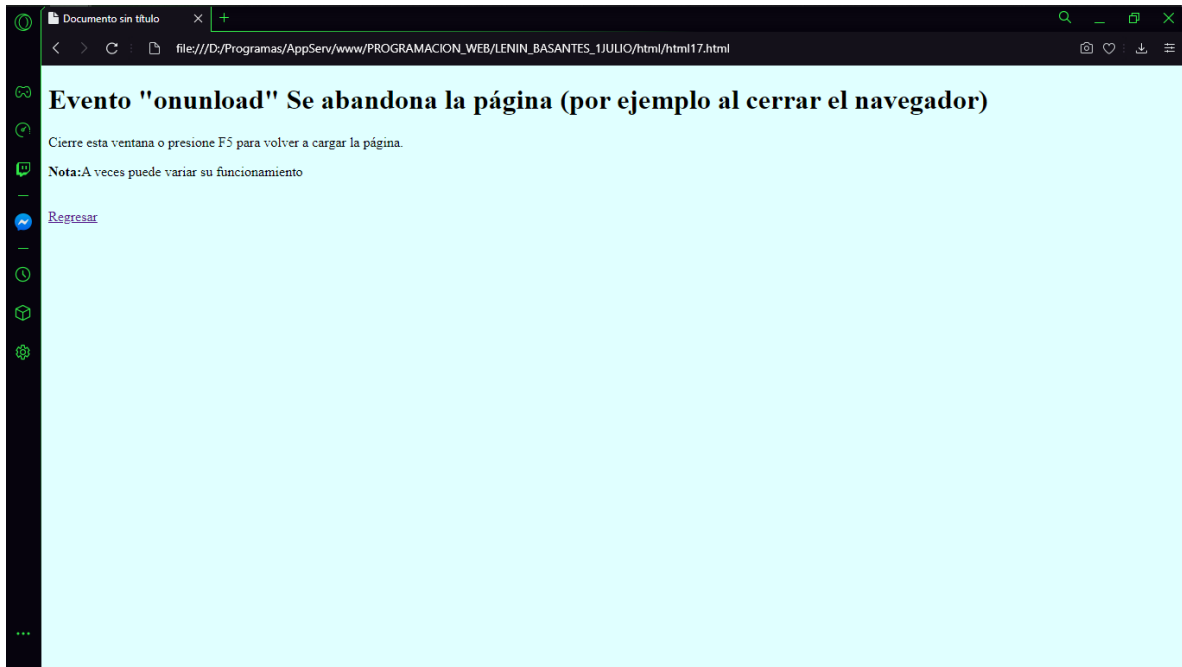 Documento sin título
file:///D:/Programas/AppServ/www/PROGRAMACION_WEB/LENIN_BASANTES_1JULIO/html/html17.html
Evento "onunload" Se abandona la página (por ejemplo al cerrar el navegador)
Cierre esta ventana o presione F5 para volver a cargar la página.
Nota:A veces puede variar su funcionamiento
Regresar